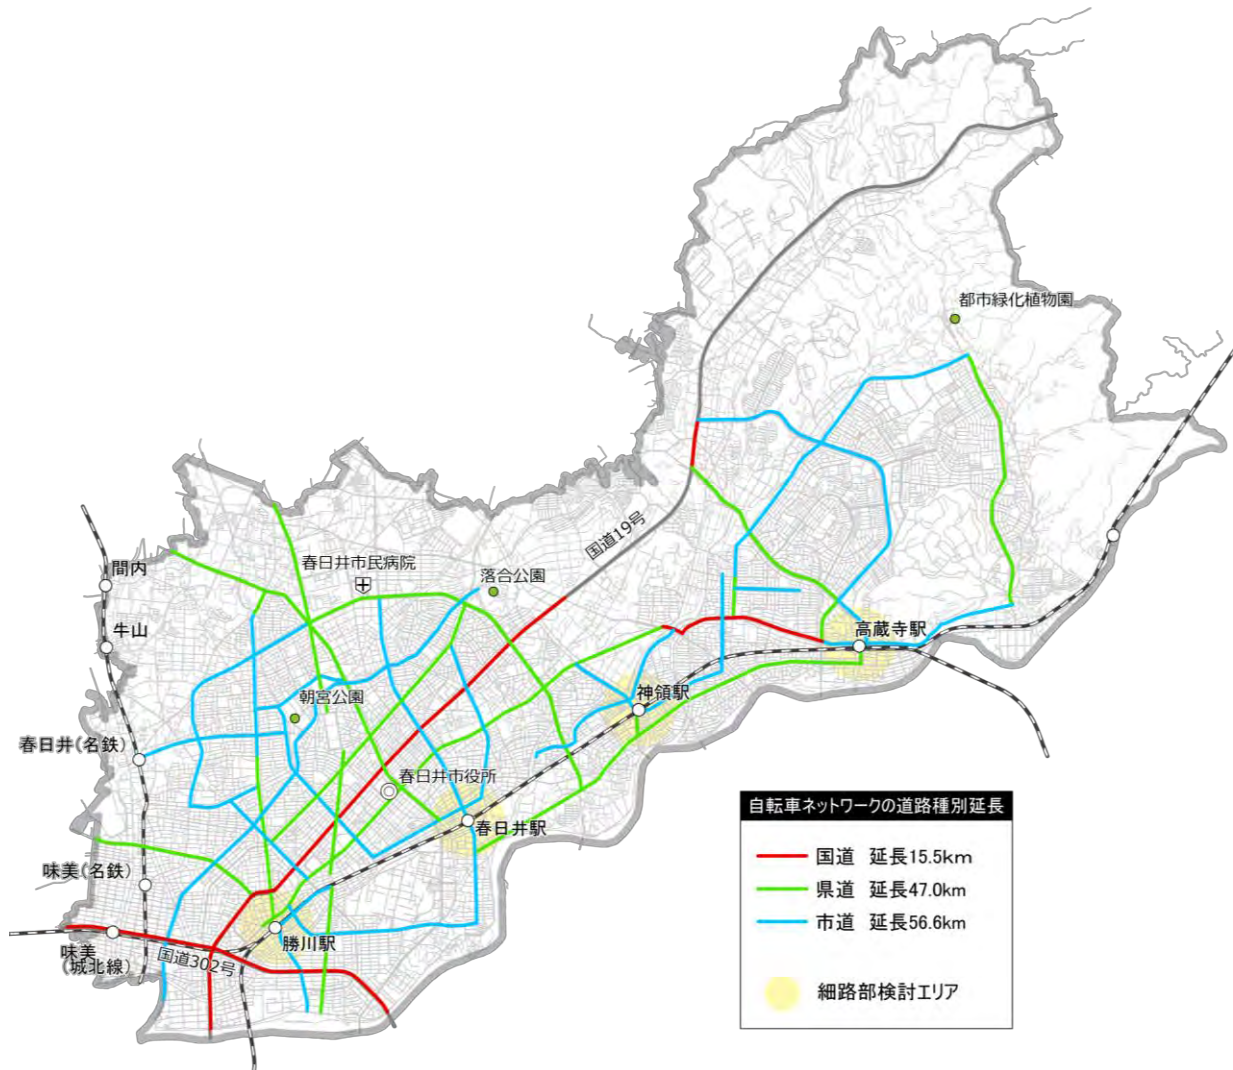 都市緑化植物園
国道19号
春日井市民病院
落合公園
間内
牛山
高蔵寺駅
神領駅
朝宮公園
春日井(名鉄)
春日井市役所
春日井駅
味美(名鉄)
勝川駅
味美
(城北線)
国道302号
自転車ネットワークの道路種別延長
国道 延長15.5km
県道 延長47.0km
市道 延長56.6km
細路部検討エリア